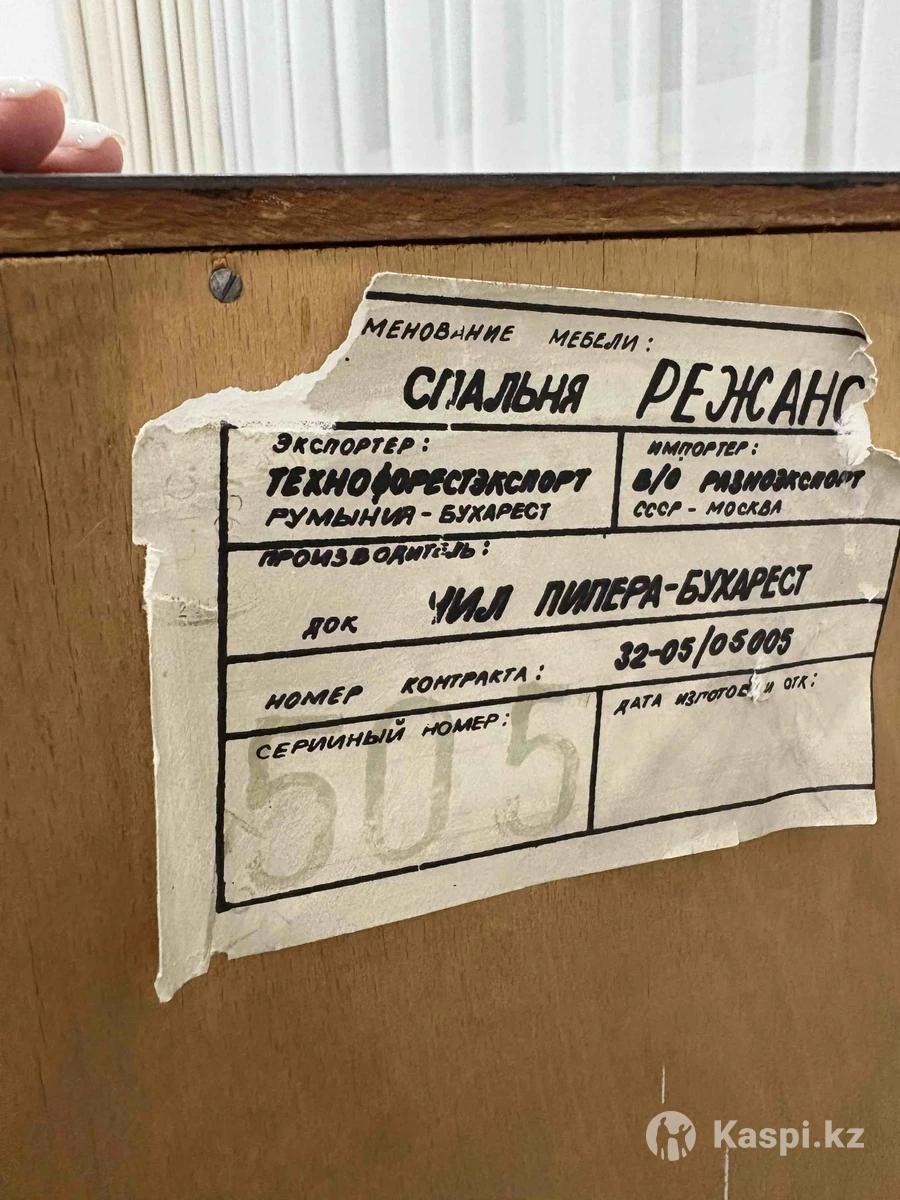 МЕНОВАНИЕ МЕБЕЛИ:
СПАЛЬНЯ РЕЖАНС
ЭКСПОРТЕР:
ТЕХНОФОРЕСТЭКСПОРТ
РУМЫНИЯ - БУХАРЕСТ
ИМПОРТЕР:
В/О РАЗНОЭКСПОРТ
СССР - МОСКВА
ПРОИЗВОДИТЕЛЬ:
ДОК ЧИЛ ПИПЕРА-БУХАРЕСТ
НОМЕР КОНТРАКТА: 32-05/05005
СЕРИИНЫЙ НОМЕР:
505
ДАТА ИЗГОТОВ И ОТК:
Kaspi.kz